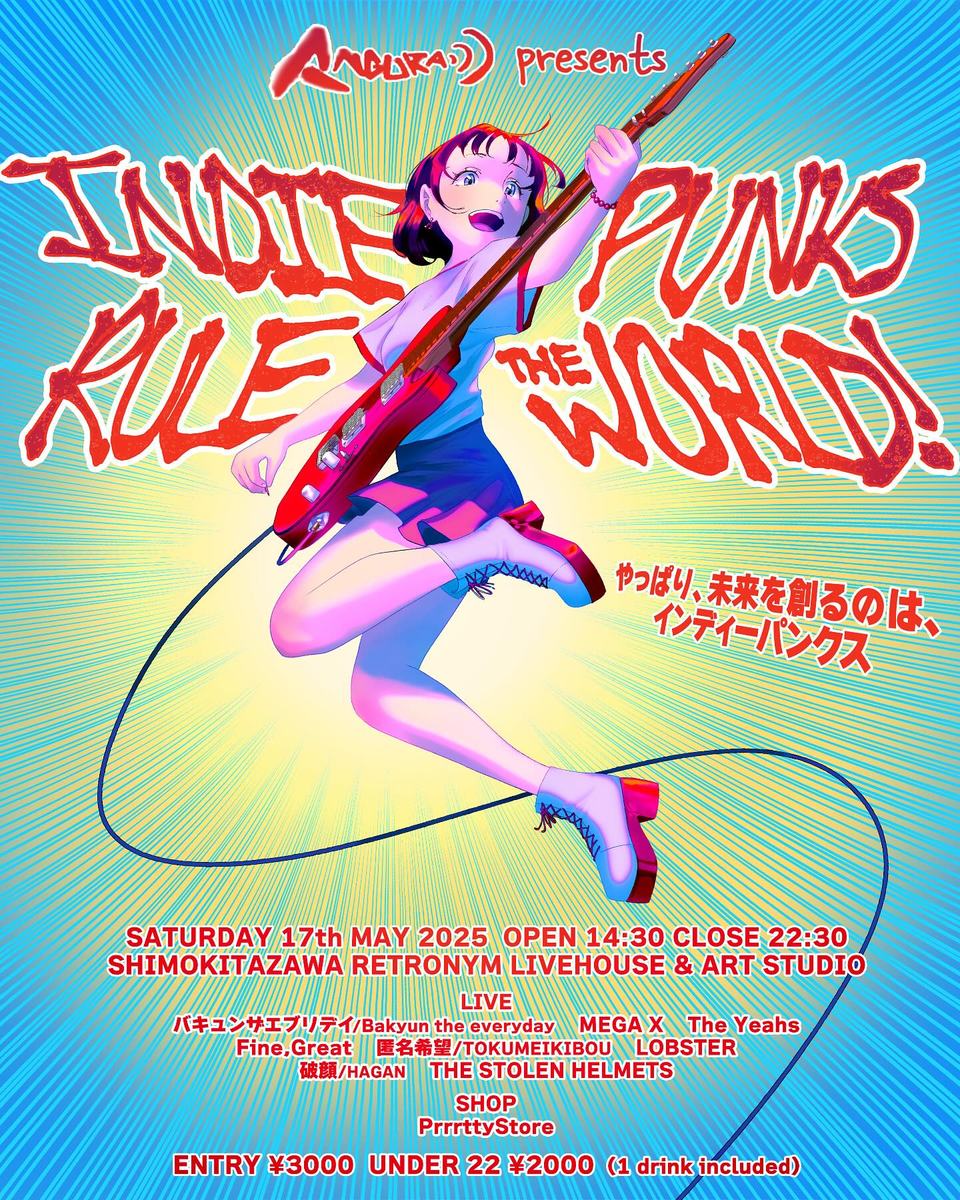 ANGURA))) presents
INDIE PUNKS
RULE THE WORLD!
やっぱり、未来を創るのは、
インディーパンクス
SATURDAY 17th MAY 2025 OPEN 14:30 CLOSE 22:30
SHIMOKITAZAWA RETRONYM LIVEHOUSE & ART STUDIO
LIVE
バキュンザエブリデイ/Bakyun the everyday MEGA X The Yeahs
Fine,Great 匿名希望/TOKUMEIKIBOU LOBSTER
破顔/HAGAN THE STOLEN HELMETS
SHOP
PrrrttyStore
ENTRY ¥3000 UNDER 22 ¥2000 (1 drink included)